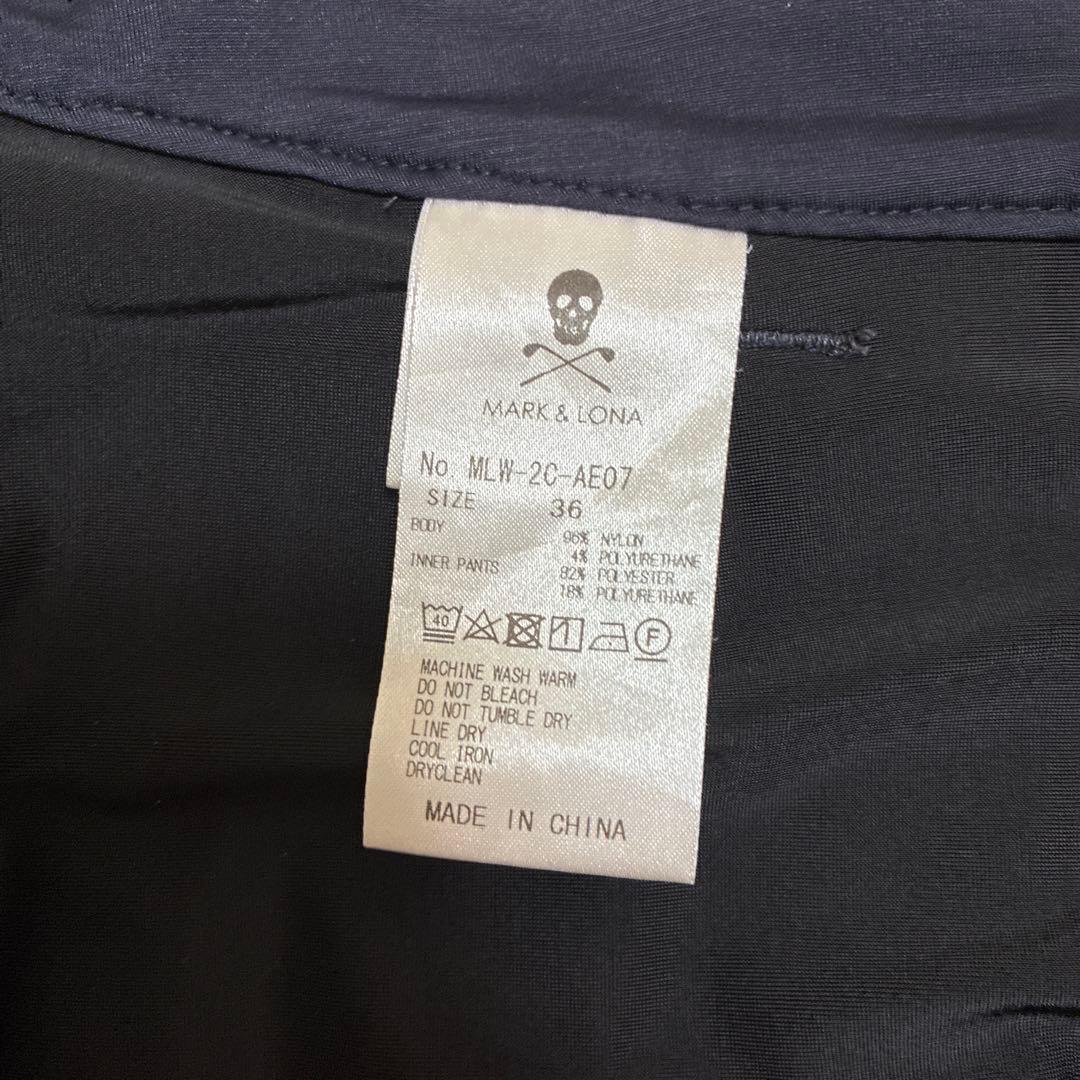 MARK & LONA
No. MLW-2C-AE07
SIZE 36
BODY 96% NYLON
4% POLYURETHANE
INNER PANTS 82% POLYESTER
18% POLYURETHANE
40 1 F
MACHINE WASH WARM
DO NOT BLEACH
DO NOT TUMBLE DRY
LINE DRY
COOL IRON
DRYCLEAN
MADE IN CHINA